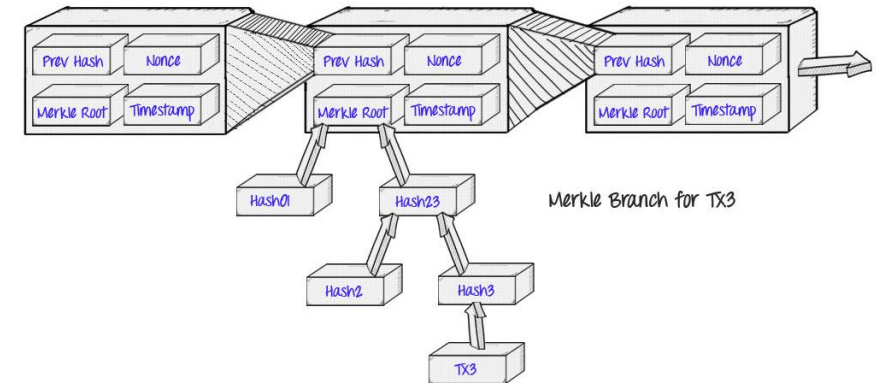 Prev Hash Nonce Prev Hash Nonce Prev Hash Nonce
Merkle Root Timestamp Merkle Root Timestamp Merkle Root Timestamp
Hash01 Hash23 Merkle Branch for TX3
Hash2 Hash3
TX3